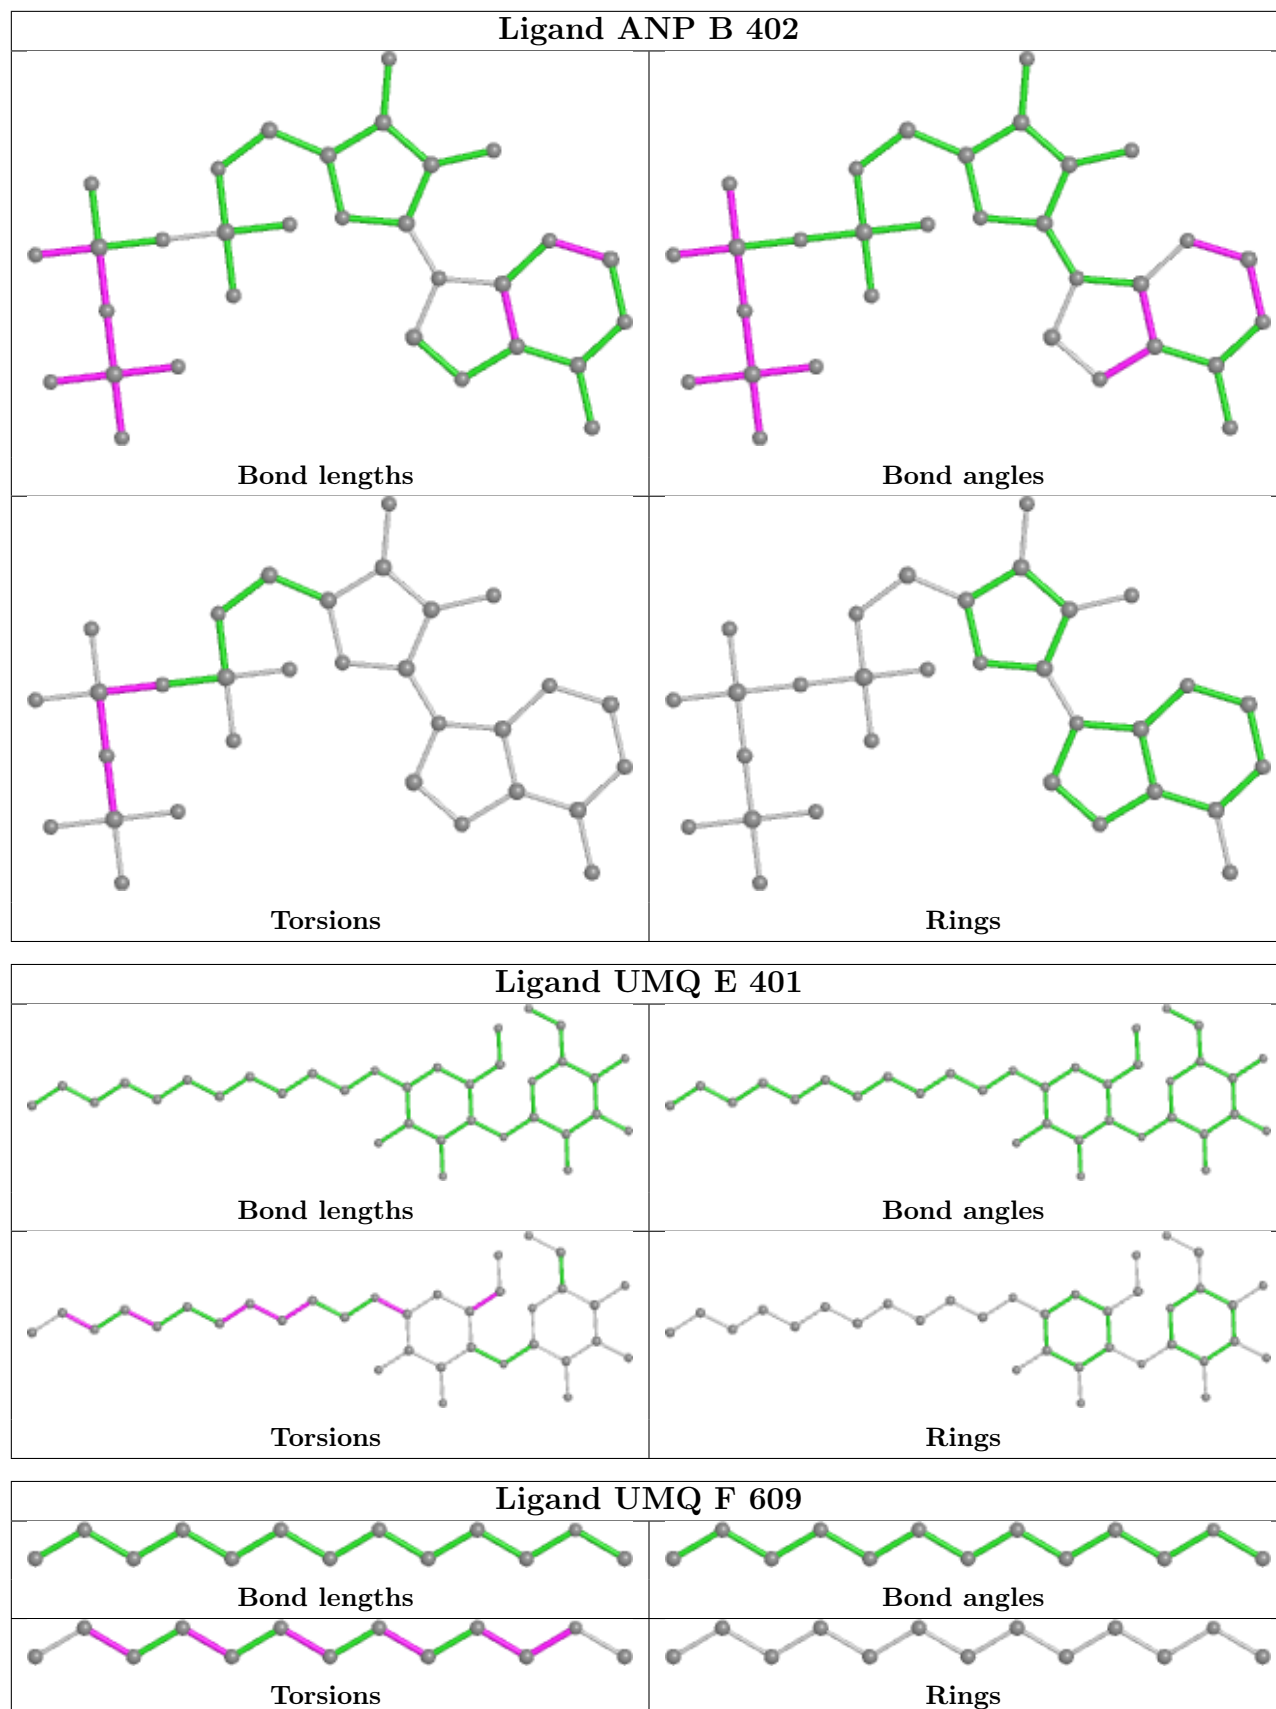 Ligand ANP B 402
Bond lengths
Bond angles
Torsions
Rings
Ligand UMQ E 401
Bond lengths
Bond angles
Torsions
Rings
Ligand UMQ F 609
Bond lengths
Bond angles
Torsions
Rings